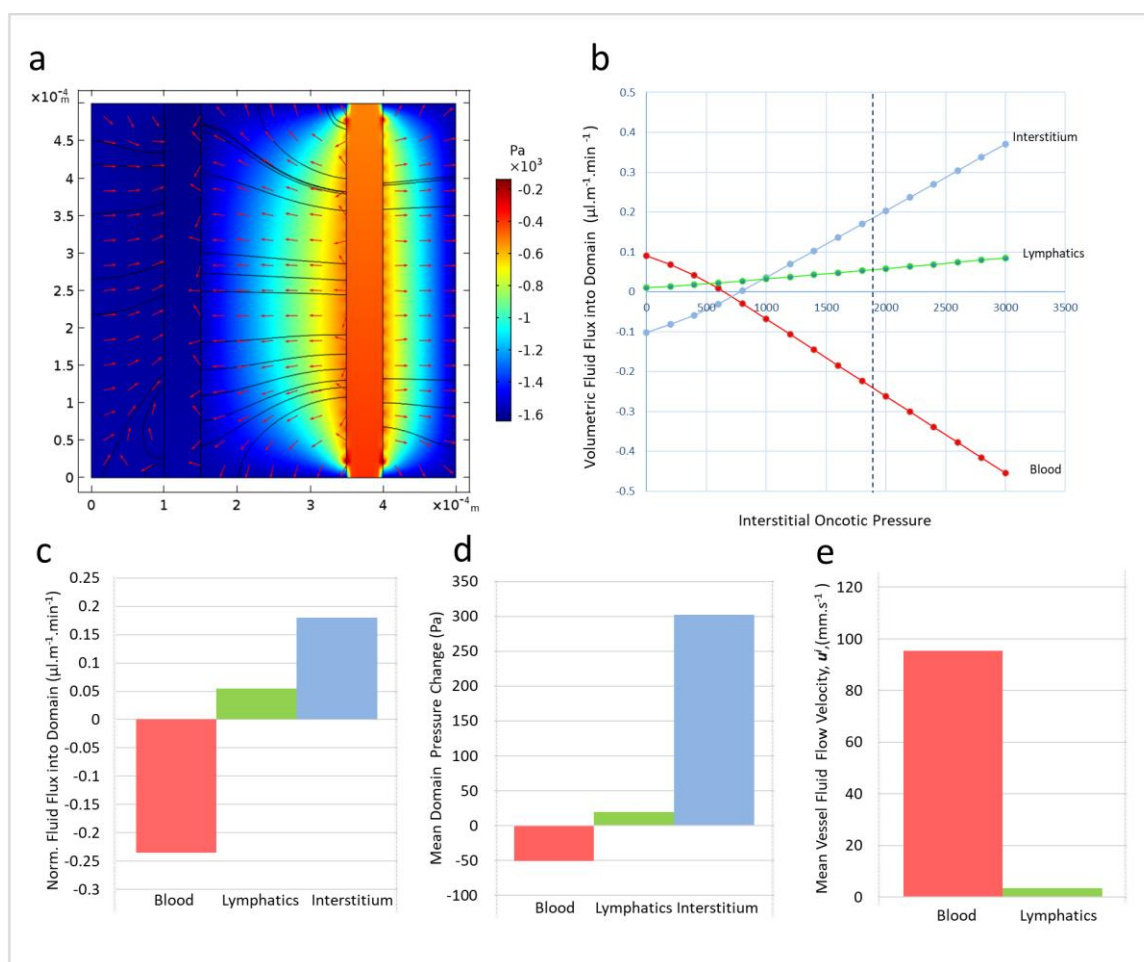 a
×10⁻⁴m
4.5
4
3.5
3
2.5
2
1.5
1
0.5
0
0 1 2 3 4 ×10⁻⁴m
Pa
×10³
-0.2
-0.4
-0.6
-0.8
-1
-1.2
-1.4
-1.6
b
Volumetric Fluid Flux into Domain (µl.m⁻¹.min⁻¹)
0.5
0.4
0.3
0.2
0.1
0
-0.1
-0.2
-0.3
-0.4
-0.5
0 500 1000 1500 2000 2500 3000 3500
Interstitium
Lymphatics
Blood
Interstitial Oncotic Pressure
c
Norm. Fluid Flux into Domain (µl.m⁻¹.min⁻¹)
0.25
0.2
0.15
0.1
0.05
0
-0.05
-0.1
-0.15
-0.2
-0.25
-0.3
Blood Lymphatics Interstitium
d
Mean Domain Pressure Change (Pa)
350
300
250
200
150
100
50
0
-50
-100
Blood Lymphatics Interstitium
e
Mean Vessel Fluid Flow Velocity, uᶠ,(mm.s⁻¹)
120
100
80
60
40
20
0
Blood Lymphatics